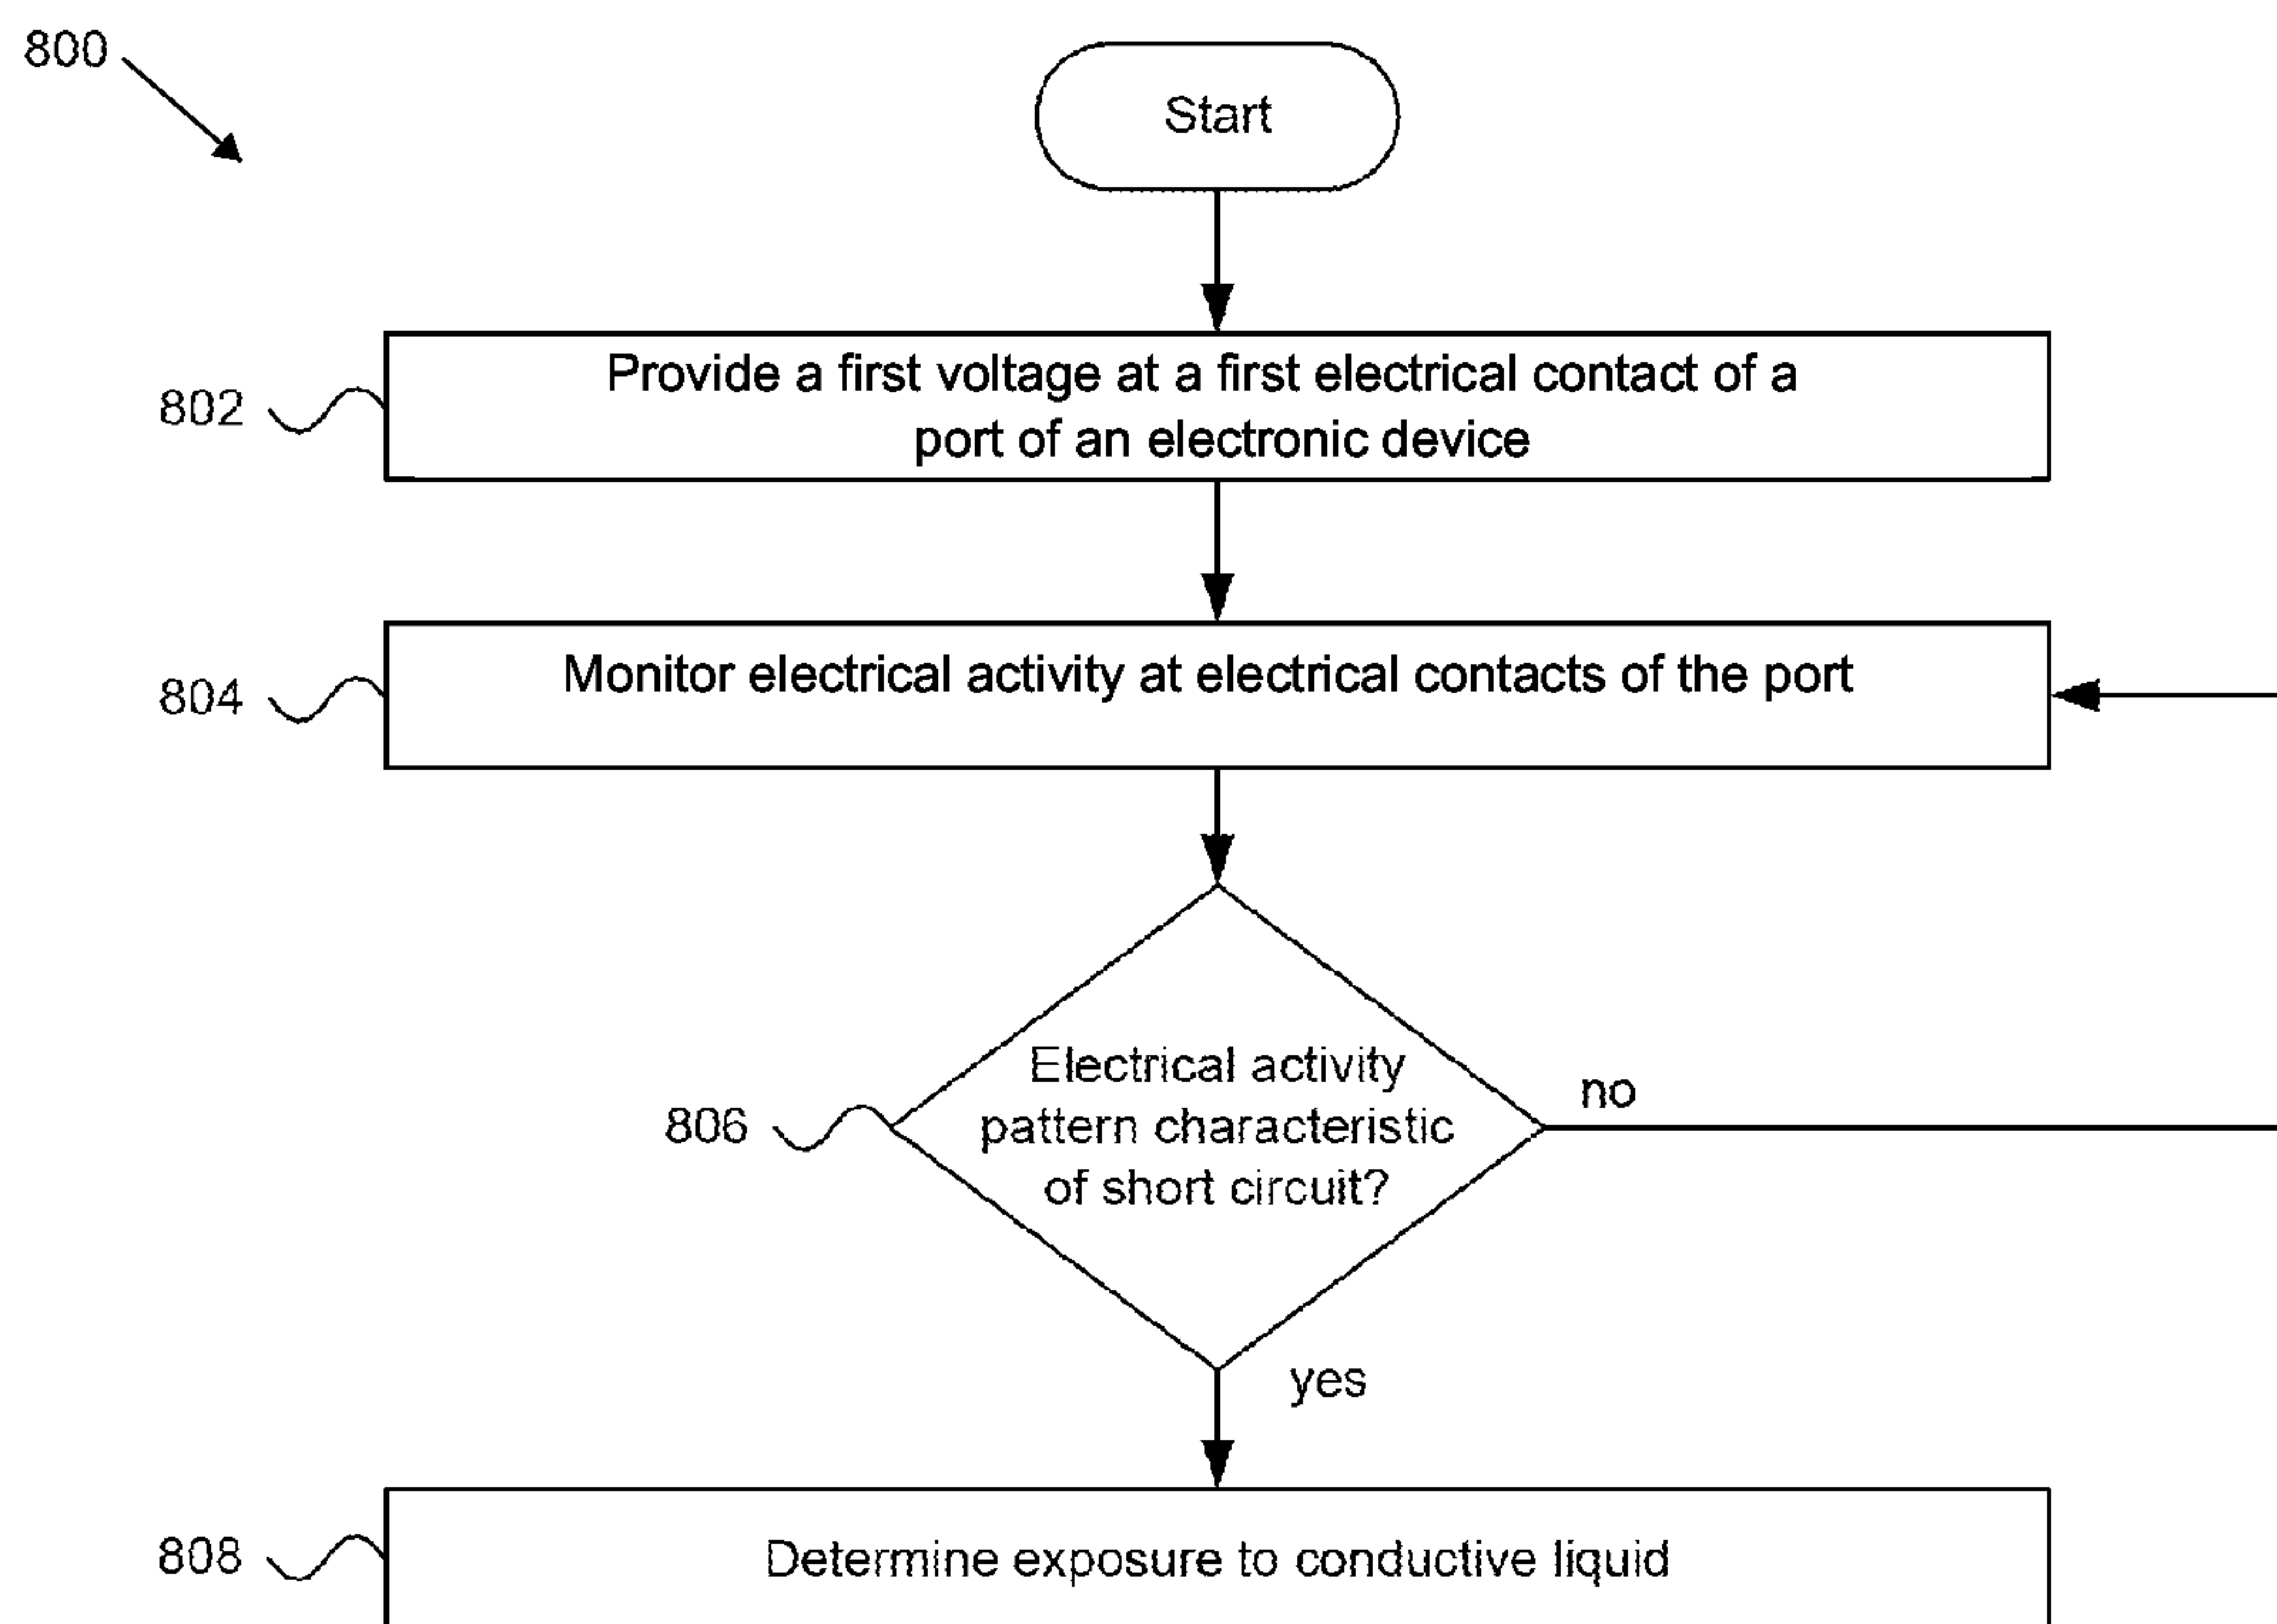 800
Start
802
Provide a first voltage at a first electrical contact of a
port of an electronic device
804
Monitor electrical activity at electrical contacts of the port
806
Electrical activity
pattern characteristic
of short circuit?
no
yes
808
Determine exposure to conductive liquid